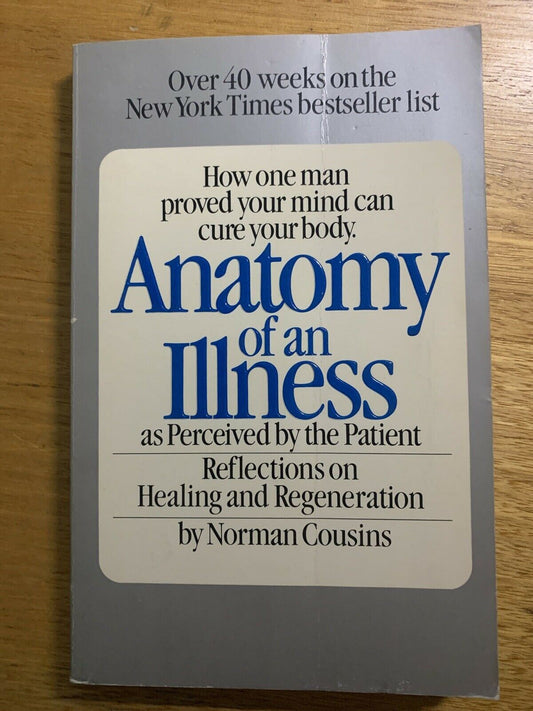 Over 40 weeks on the
New York Times bestseller list
How one man
proved your mind can
cure your body.
Anatomy
of an
Illness
as Perceived by the Patient
Reflections on
Healing and Regeneration
by Norman Cousins